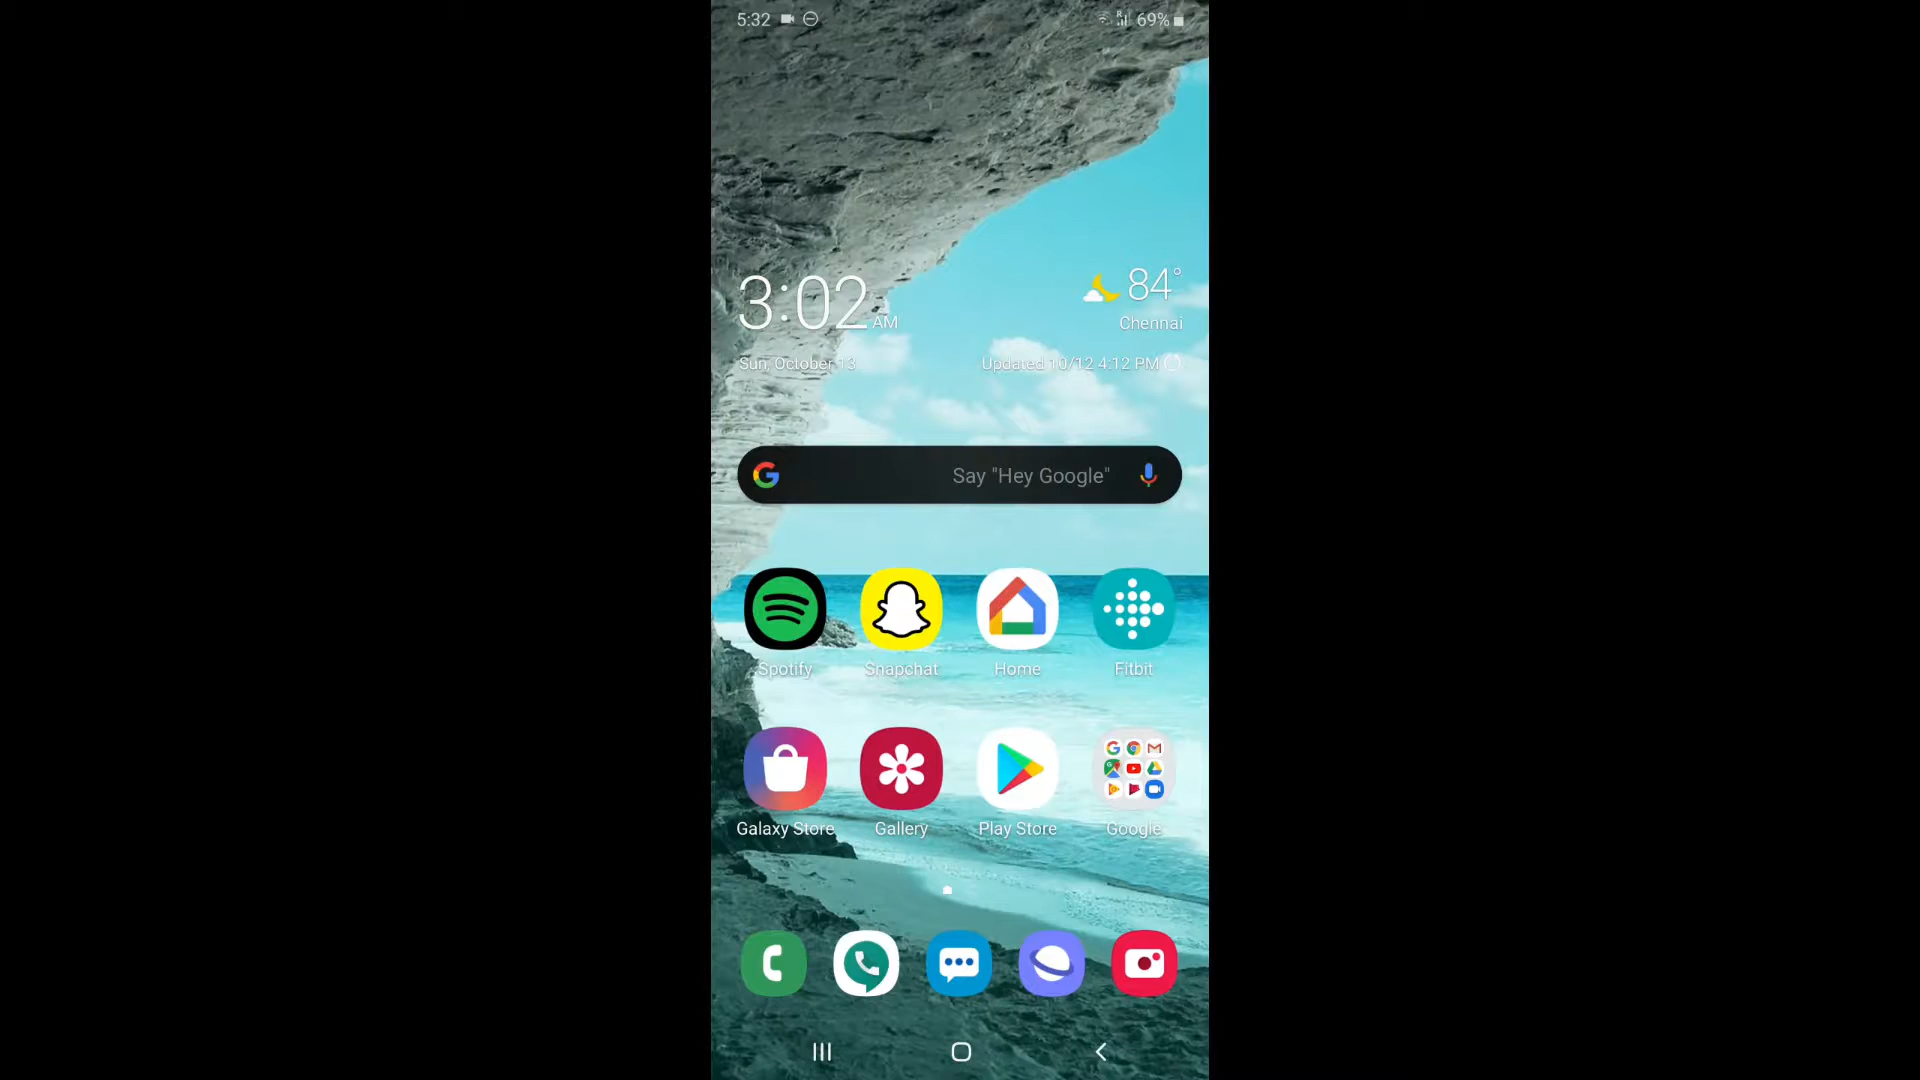 5:32
69%
3:02 AM
84°
Chennai
Sun, October 13
Updated 10/12 4:12 PM
Say "Hey Google"
Spotify
Snapchat
Home
Fitbit
Galaxy Store
Gallery
Play Store
Google